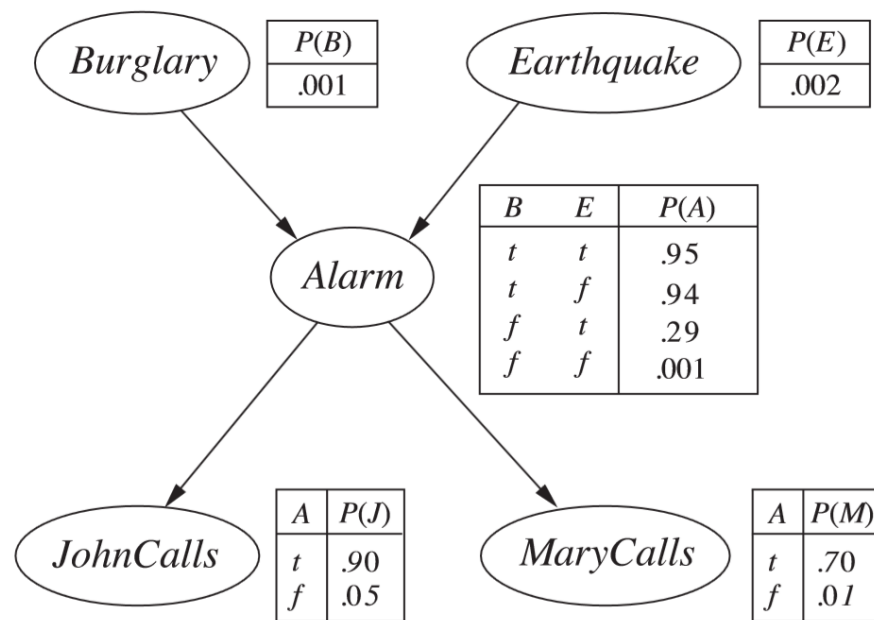 Burglary
P(B)
.001
Earthquake
P(E)
.002
Alarm
B E P(A)
t t .95
t f .94
f t .29
f f .001
JohnCalls
A P(J)
t .90
f .05
MaryCalls
A P(M)
t .70
f .01